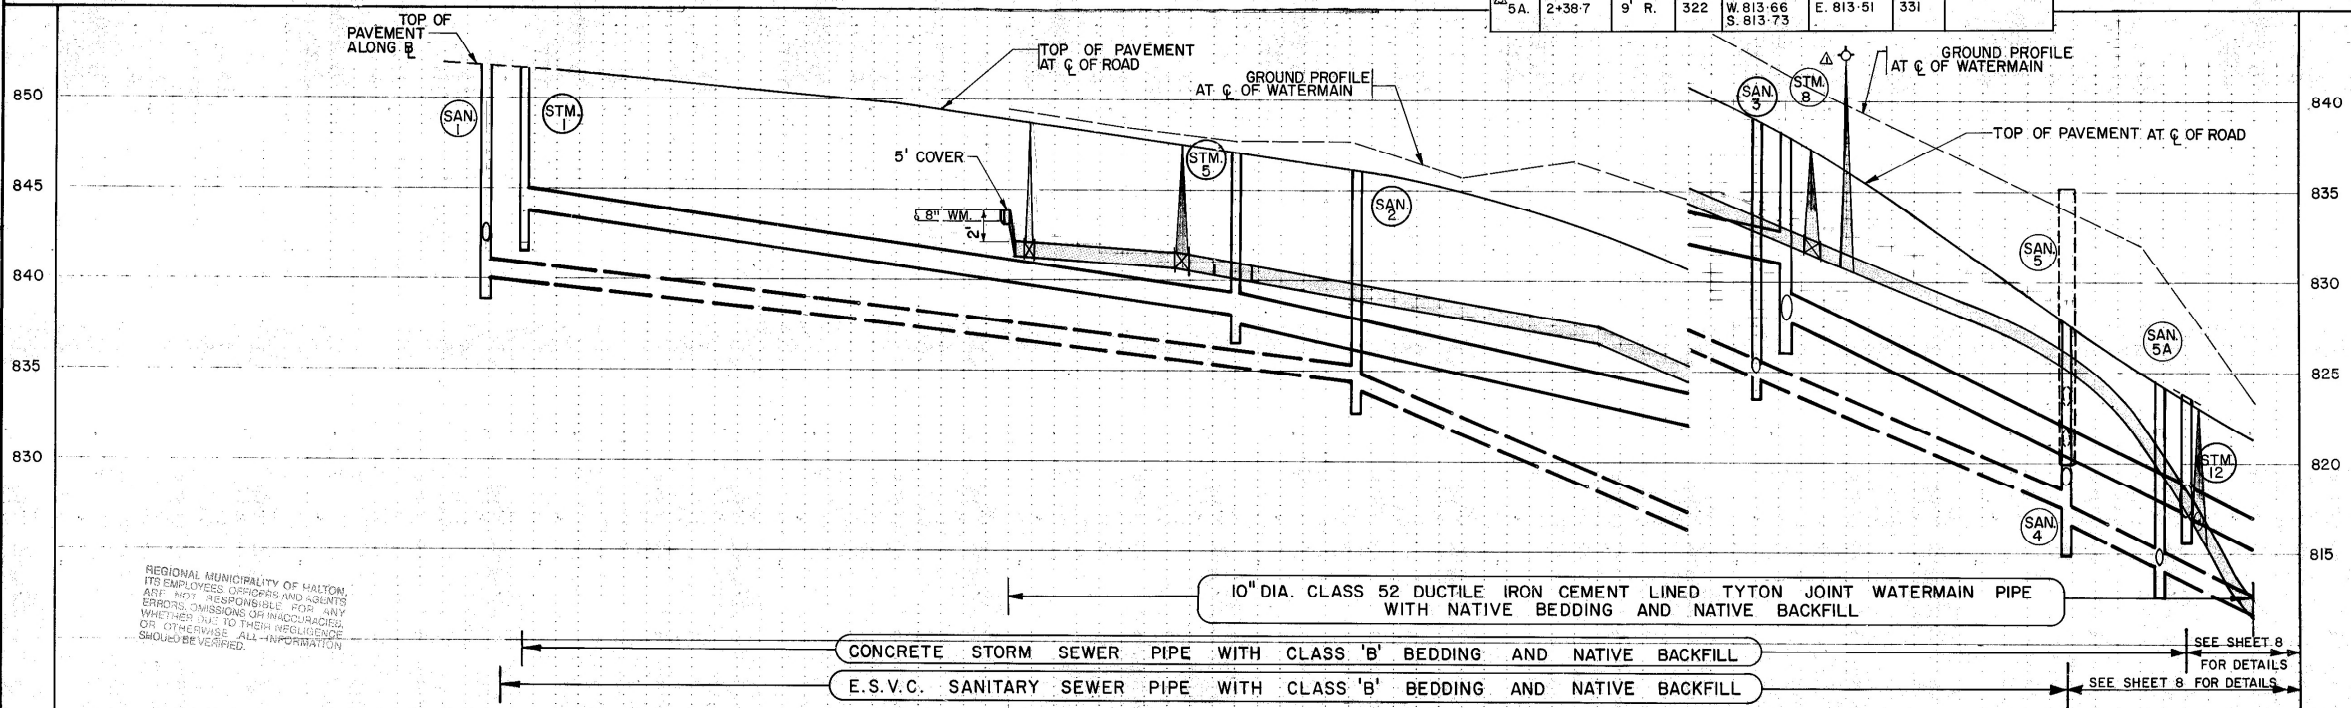 5A. 2+38·7 9' R. 322 W. 813·66 E. 813·51 331
S. 813·73
TOP OF
PAVEMENT
ALONG ℄
TOP OF PAVEMENT
AT ℄ OF ROAD
GROUND PROFILE
AT ℄ OF WATERMAIN
GROUND PROFILE
AT ℄ OF WATERMAIN
TOP OF PAVEMENT AT ℄ OF ROAD
850
845
840
835
830
840
835
830
825
820
815
SAN.
1
STM.
1
5' COVER
8" WM.
2'
STM.
5
SAN.
2
SAN.
3
STM.
8
1
SAN.
5
SAN.
5A
STM.
12
SAN.
4
REGIONAL MUNICIPALITY OF HALTON,
ITS EMPLOYEES, OFFICERS AND AGENTS
ARE NOT RESPONSIBLE FOR ANY
ERRORS, OMISSIONS OR INACCURACIES,
WHETHER DUE TO THEIR NEGLIGENCE
OR OTHERWISE. ALL INFORMATION
SHOULD BE VERIFIED.
10" DIA. CLASS 52 DUCTILE IRON CEMENT LINED TYTON JOINT WATERMAIN PIPE
WITH NATIVE BEDDING AND NATIVE BACKFILL
CONCRETE STORM SEWER PIPE WITH CLASS 'B' BEDDING AND NATIVE BACKFILL
SEE SHEET 8
FOR DETAILS
E.S.V.C. SANITARY SEWER PIPE WITH CLASS 'B' BEDDING AND NATIVE BACKFILL
SEE SHEET 8 FOR DETAILS